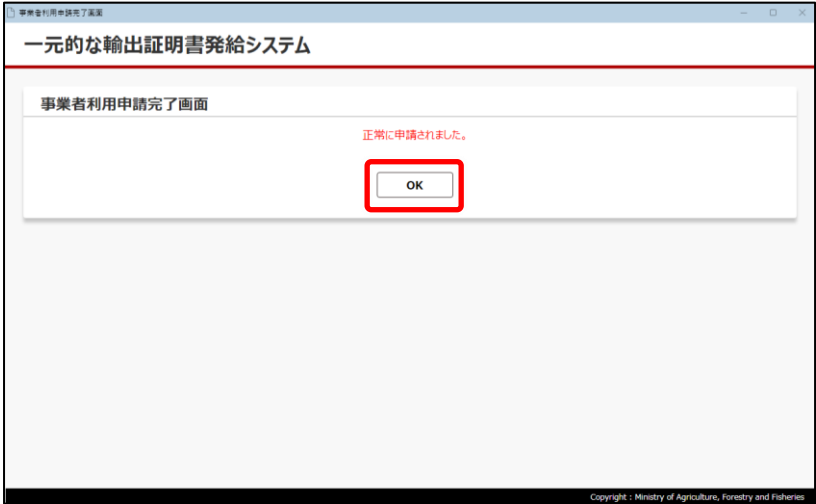 事業者利用申請完了画面
一元的な輸出証明書発給システム
事業者利用申請完了画面
正常に申請されました。
OK
Copyright : Ministry of Agriculture, Forestry and Fisheries